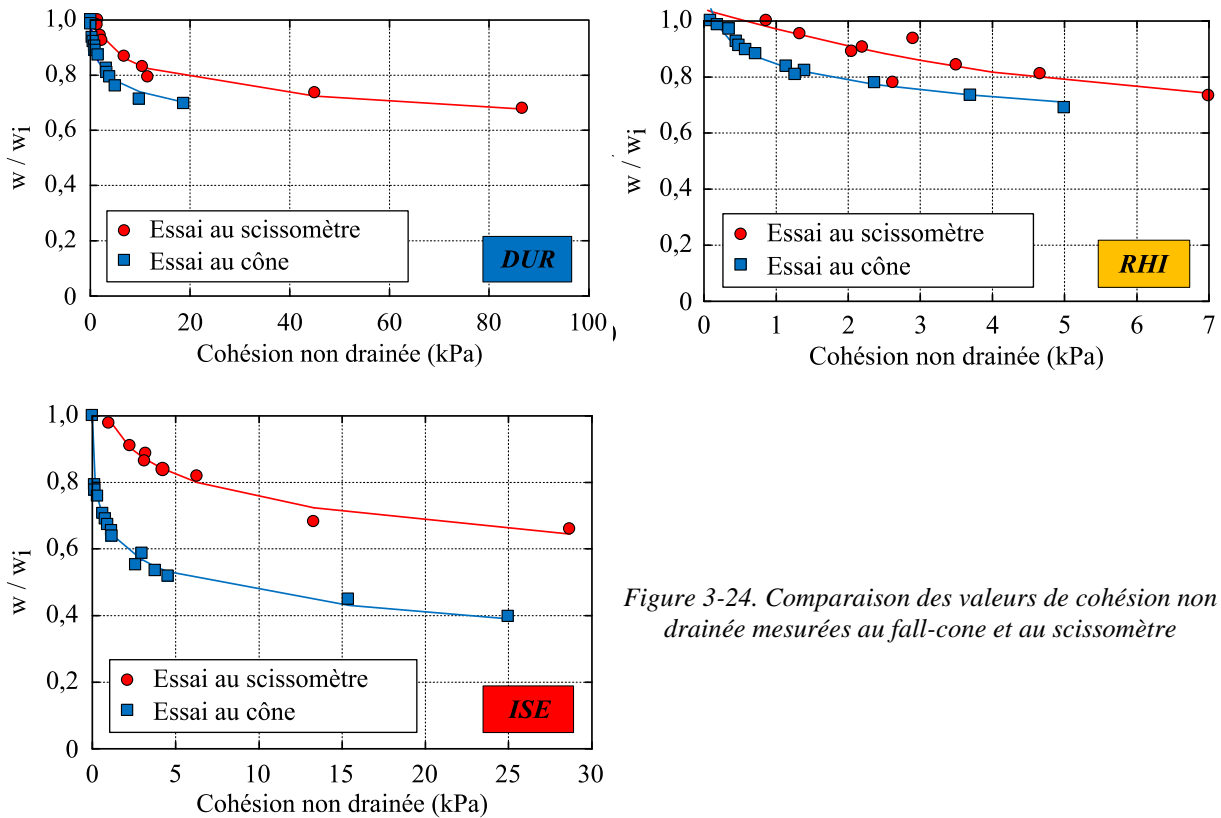 1,0
0,8
0,6
0,4
0,2
0
w / wi
Essai au scissomètre
Essai au cône
DUR
0 20 40 60 80 100
Cohésion non drainée (kPa)
1,0
0,8
0,6
0,4
0,2
0
w / wi
Essai au scissomètre
Essai au cône
RHI
0 1 2 3 4 5 6 7
Cohésion non drainée (kPa)
1,0
0,8
0,6
0,4
0,2
0
w / wi
Essai au scissomètre
Essai au cône
ISE
0 5 10 15 20 25 30
Cohésion non drainée (kPa)
Figure 3-24. Comparaison des valeurs de cohésion non
drainée mesurées au fall-cone et au scissomètre